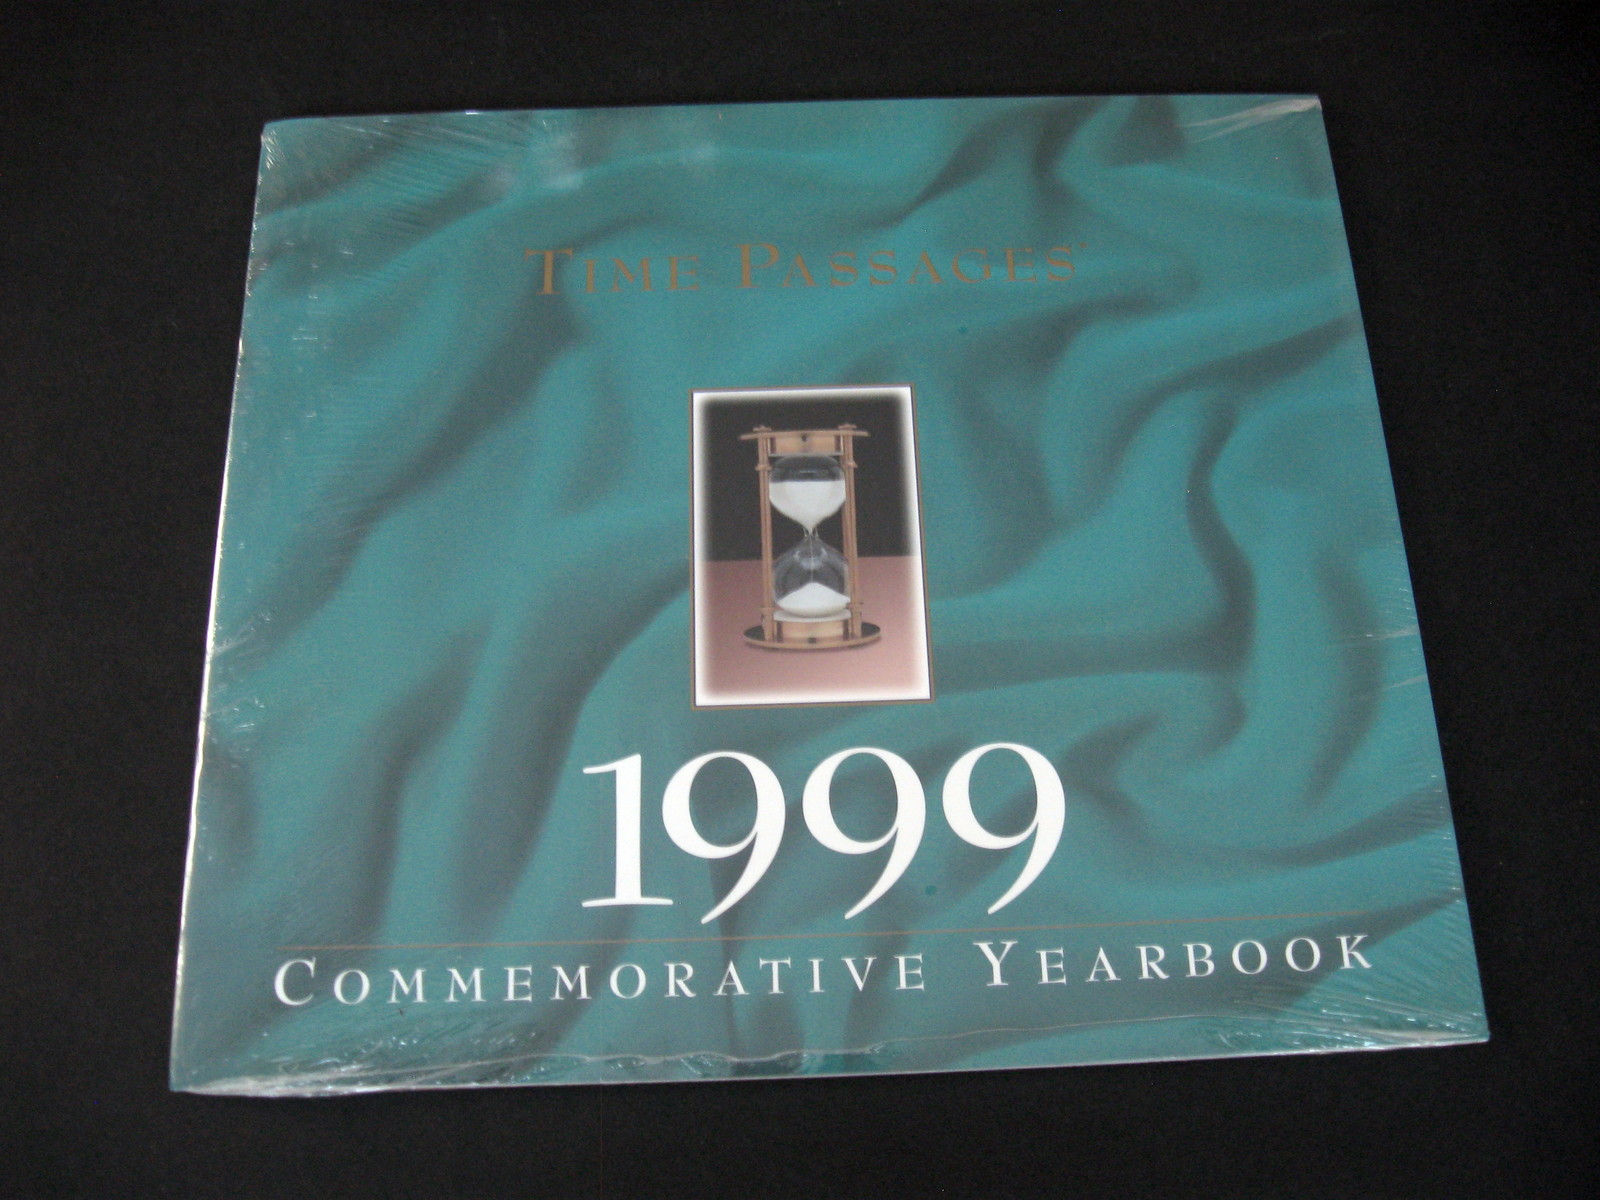 TIME PASSAGES
1999
COMMEMORATIVE YEARBOOK